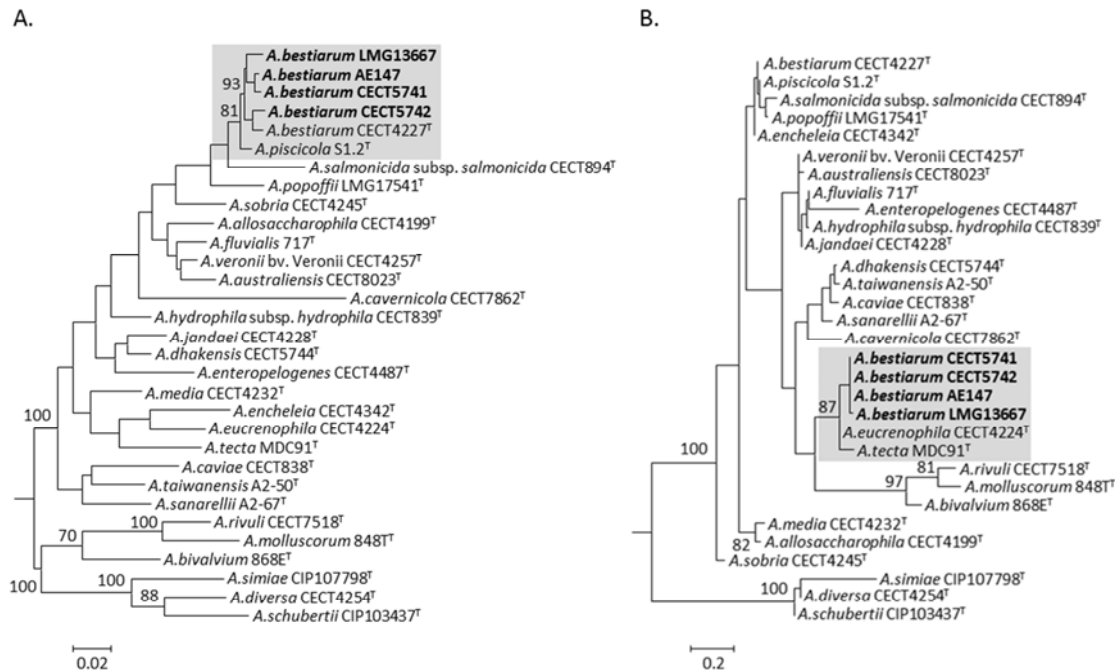 A.
93
81
A.bestiarum LMG13667
A.bestiarum AE147
A.bestiarum CECT5741
A.bestiarum CECT5742
A.bestiarum CECT4227ᵀ
A.piscicola S1.2ᵀ
A.salmonicida subsp. salmonicida CECT894ᵀ
A.popoffii LMG17541ᵀ
A.sobria CECT4245ᵀ
A.allosaccharophila CECT4199ᵀ
A.fluvialis 717ᵀ
A.veronii bv. Veronii CECT4257ᵀ
A.australiensis CECT8023ᵀ
A.cavernicola CECT7862ᵀ
A.hydrophila subsp. hydrophila CECT839ᵀ
A.jandaei CECT4228ᵀ
A.dhakensis CECT5744ᵀ
A.enteropelogenes CECT4487ᵀ
A.media CECT4232ᵀ
100
A.encheleia CECT4342ᵀ
A.eucrenophila CECT4224ᵀ
A.tecta MDC91ᵀ
A.caviae CECT838ᵀ
A.taiwanensis A2-50ᵀ
A.sanarellii A2-67ᵀ
100
A.rivuli CECT7518ᵀ
70
A.molluscorum 848Tᵀ
A.bivalvium 868Eᵀ
100
100
A.simiae CIP107798ᵀ
88
A.diversa CECT4254ᵀ
A.schubertii CIP103437ᵀ
0.02
B.
A.bestiarum CECT4227ᵀ
A.piscicola S1.2ᵀ
A.salmonicida subsp. salmonicida CECT894ᵀ
A.popoffii LMG17541ᵀ
A.encheleia CECT4342ᵀ
A.veronii bv. Veronii CECT4257ᵀ
A.australiensis CECT8023ᵀ
A.fluvialis 717ᵀ
A.enteropelogenes CECT4487ᵀ
A.hydrophila subsp. hydrophila CECT839ᵀ
A.jandaei CECT4228ᵀ
A.dhakensis CECT5744ᵀ
A.taiwanensis A2-50ᵀ
A.caviae CECT838ᵀ
A.sanarellii A2-67ᵀ
A.cavernicola CECT7862ᵀ
A.bestiarum CECT5741
A.bestiarum CECT5742
A.bestiarum AE147
87
A.bestiarum LMG13667
A.eucrenophila CECT4224ᵀ
100
A.tecta MDC91ᵀ
81
A.rivuli CECT7518ᵀ
97
A.molluscorum 848Tᵀ
A.bivalvium 868Eᵀ
A.media CECT4232ᵀ
82
A.allosaccharophila CECT4199ᵀ
A.sobria CECT4245ᵀ
A.simiae CIP107798ᵀ
100
A.diversa CECT4254ᵀ
A.schubertii CIP103437ᵀ
0.2